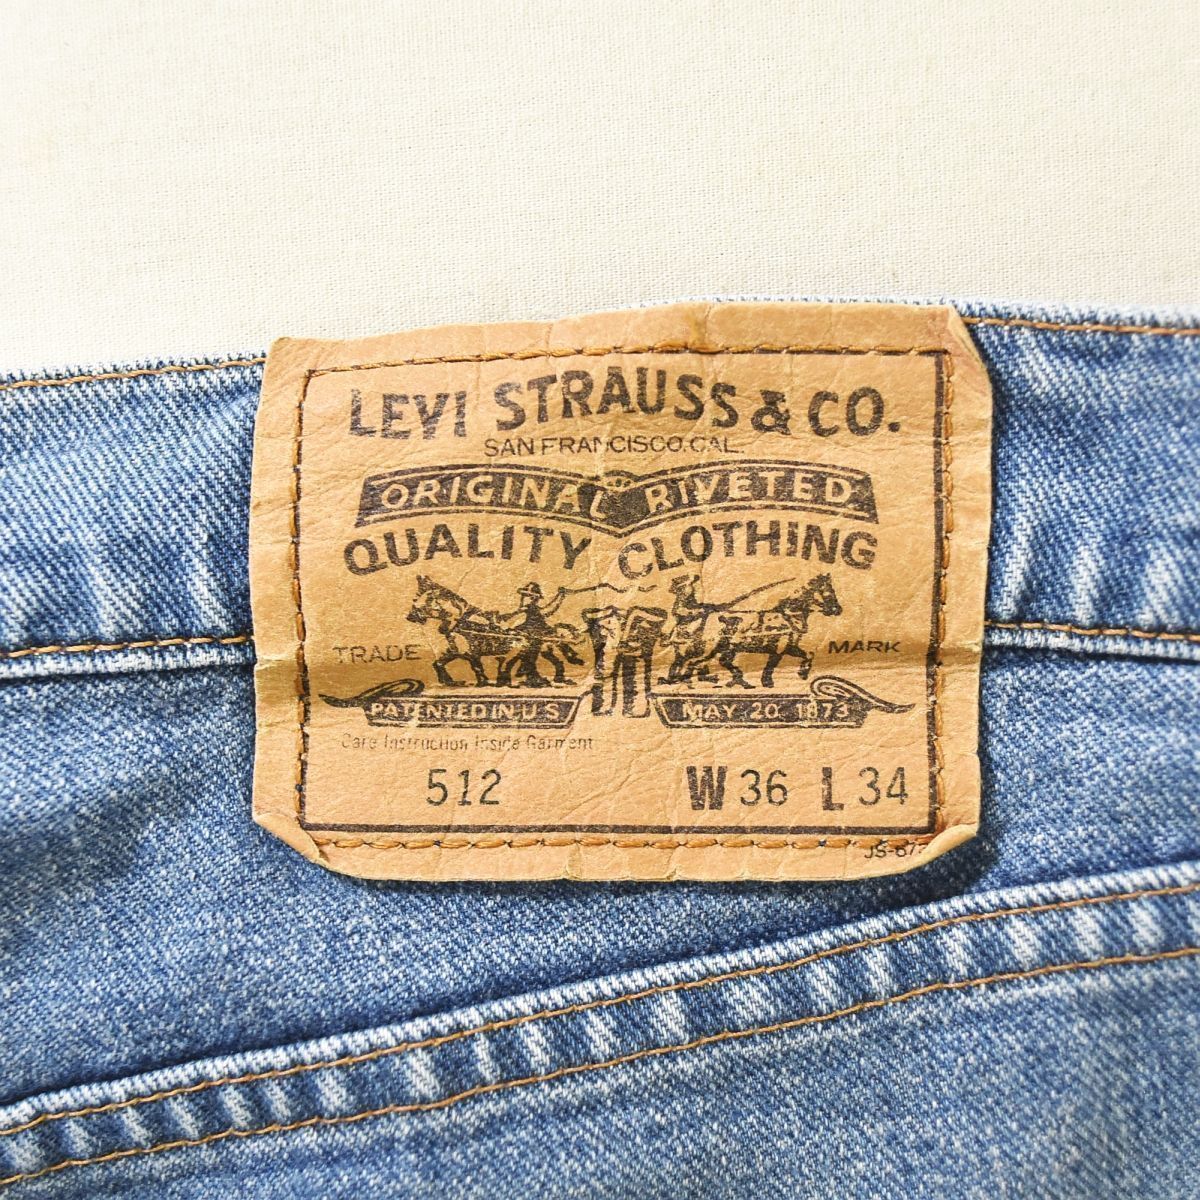 LEVI STRAUSS & CO.
SAN FRANCISCO, CAL.
ORIGINAL RIVETED
QUALITY CLOTHING
TRADE MARK
PATENTED IN U S MAY 20 1873
Care Instruction Inside Garment
512 W 36 L 34